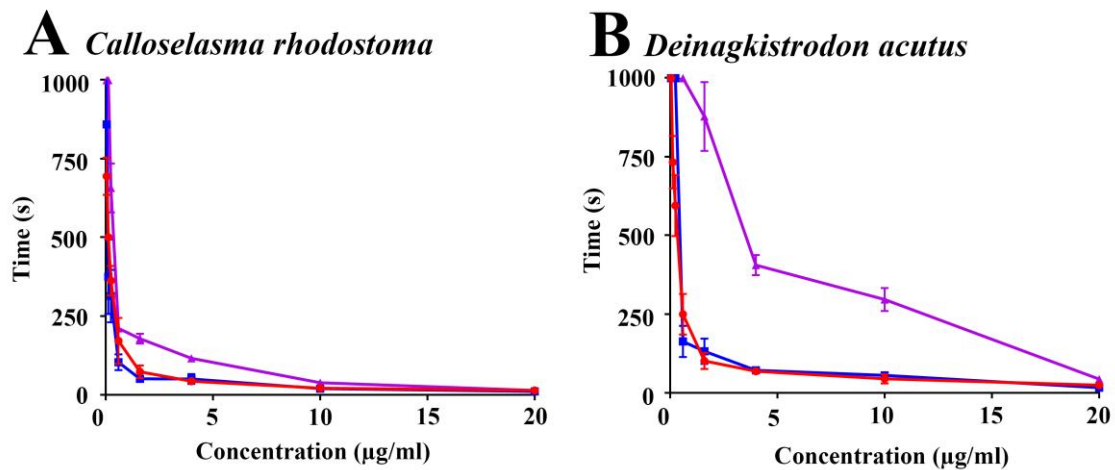 A Calloselasma rhodostoma
1000
750
500
250
0
Time (s)
0 5 10 15 20
Concentration (μg/ml)
B Deinagkistrodon acutus
1000
750
500
250
0
Time (s)
0 5 10 15 20
Concentration (μg/ml)